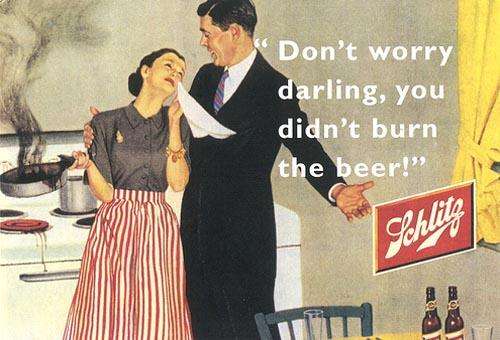 “ Don't worry
darling, you
didn't burn
the beer!”
Schlitz